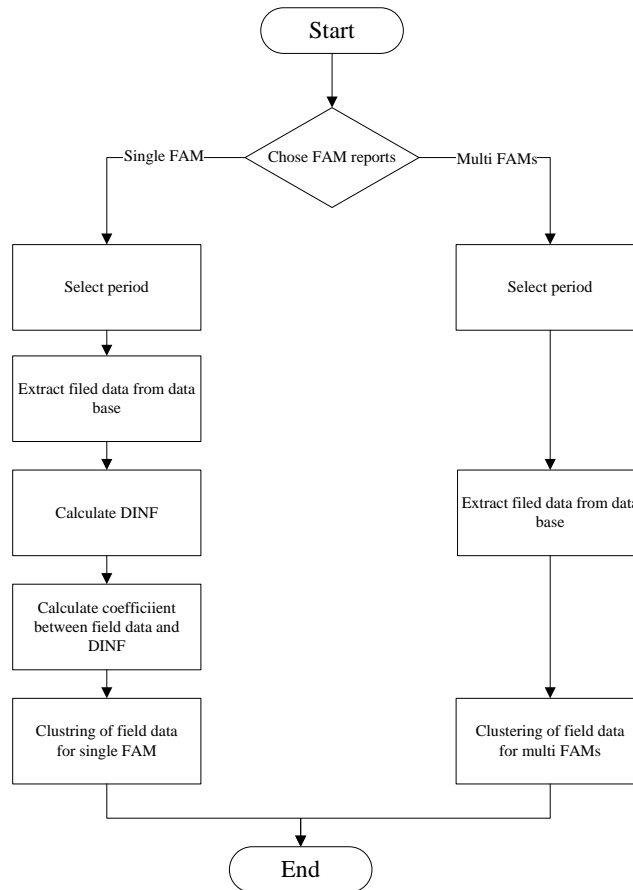 Start
Chose FAM reports
Single FAM
Multi FAMs
Select period
Select period
Extract filed data from data
base
Calculate DINF
Extract filed data from data
base
Calculate coefficiient
between field data and
DINF
Clustring of field data
for single FAM
Clustering of field data
for multi FAMs
End